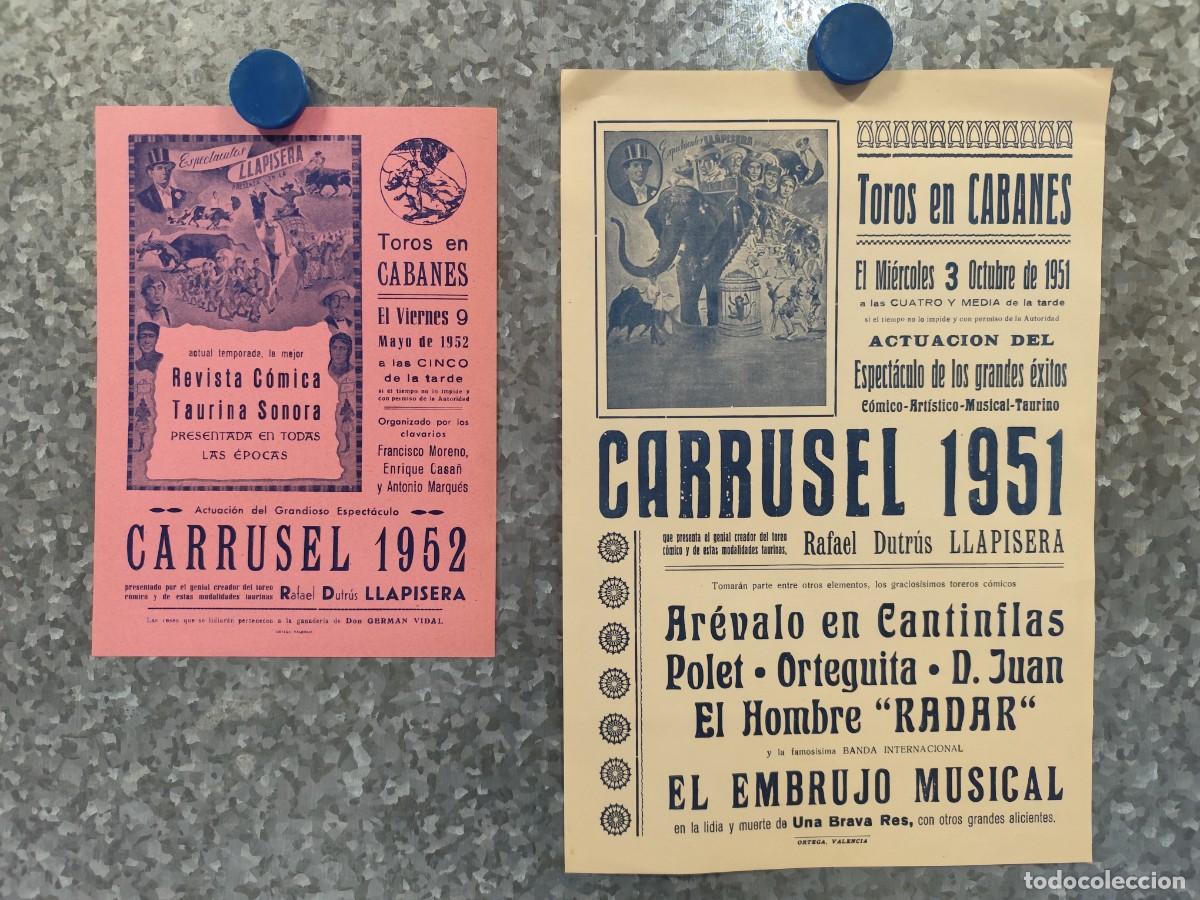 Espectáculos
LLAPISERA
PRESENTA EN LA
actual temporada, la mejor
Revista Cómica
Taurina Sonora
PRESENTADA EN TODAS
LAS ÉPOCAS
Toros en
CABANES
El Viernes 9
Mayo de 1952
a las CINCO
de la tarde
si el tiempo no lo impide y
con permiso de la Autoridad
Organizado por los
clavarios
Francisco Moreno,
Enrique Casañ
y Antonio Marqués
Actuación del Grandioso Espectáculo
CARRUSEL 1952
presentado por el genial creador del toreo
cómico y de estas modalidades taurinas
Rafael Dutrús LLAPISERA
Las reses que se lidiarán pertenecen a la ganadería de Don GERMAN VIDAL
ORTEGA VALENCIA
Espectáculos LLAPISERA
Toros en CABANES
El Miércoles 3 Octubre de 1951
a las CUATRO Y MEDIA de la tarde
si el tiempo no lo impide y con permiso de la Autoridad
ACTUACION DEL
Espectáculo de los grandes éxitos
Cómico-Artístico-Musical-Taurino
CARRUSEL 1951
que presenta el genial creador del toreo
cómico y de estas modalidades taurinas,
Rafael Dutrús LLAPISERA
Tomarán parte entre otros elementos, los graciosísimos toreros cómicos
Arévalo en Cantinflas
Polet • Orteguita • D. Juan
El Hombre “RADAR“
y la famosísima BANDA INTERNACIONAL
EL EMBRUJO MUSICAL
en la lidia y muerte de Una Brava Res, con otros grandes alicientes.
ORTEGA, VALENCIA
todocoleccion